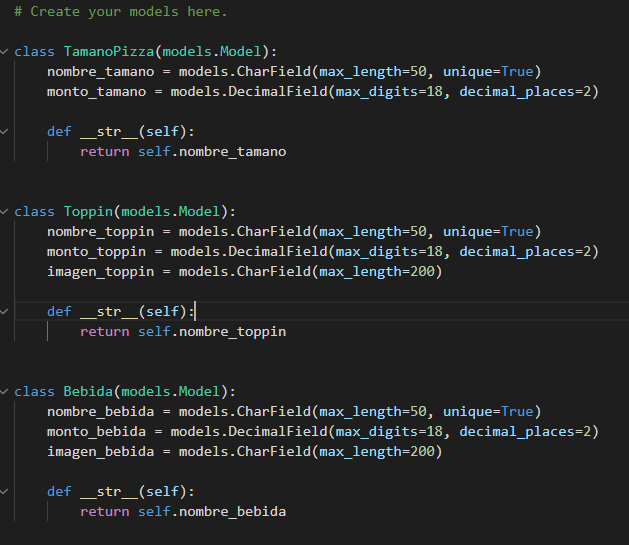 # Create your models here.
class TamanoPizza(models.Model):
nombre_tamano = models.CharField(max_length=50, unique=True)
monto_tamano = models.DecimalField(max_digits=18, decimal_places=2)
def __str__(self):
return self.nombre_tamano
class Toppin(models.Model):
nombre_toppin = models.CharField(max_length=50, unique=True)
monto_toppin = models.DecimalField(max_digits=18, decimal_places=2)
imagen_toppin = models.CharField(max_length=200)
def __str__(self):
return self.nombre_toppin
class Bebida(models.Model):
nombre_bebida = models.CharField(max_length=50, unique=True)
monto_bebida = models.DecimalField(max_digits=18, decimal_places=2)
imagen_bebida = models.CharField(max_length=200)
def __str__(self):
return self.nombre_bebida